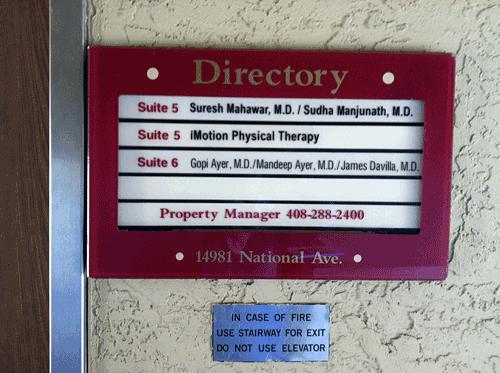 Directory
Suite 5 Suresh Mahawar, M.D. / Sudha Manjunath, M.D.
Suite 5 iMotion Physical Therapy
Suite 6 Gopi Ayer, M.D./Mandeep Ayer, M.D./James Davilla, M.D.
Property Manager 408-288-2400
14981 National Ave.
IN CASE OF FIRE
USE STAIRWAY FOR EXIT
DO NOT USE ELEVATOR